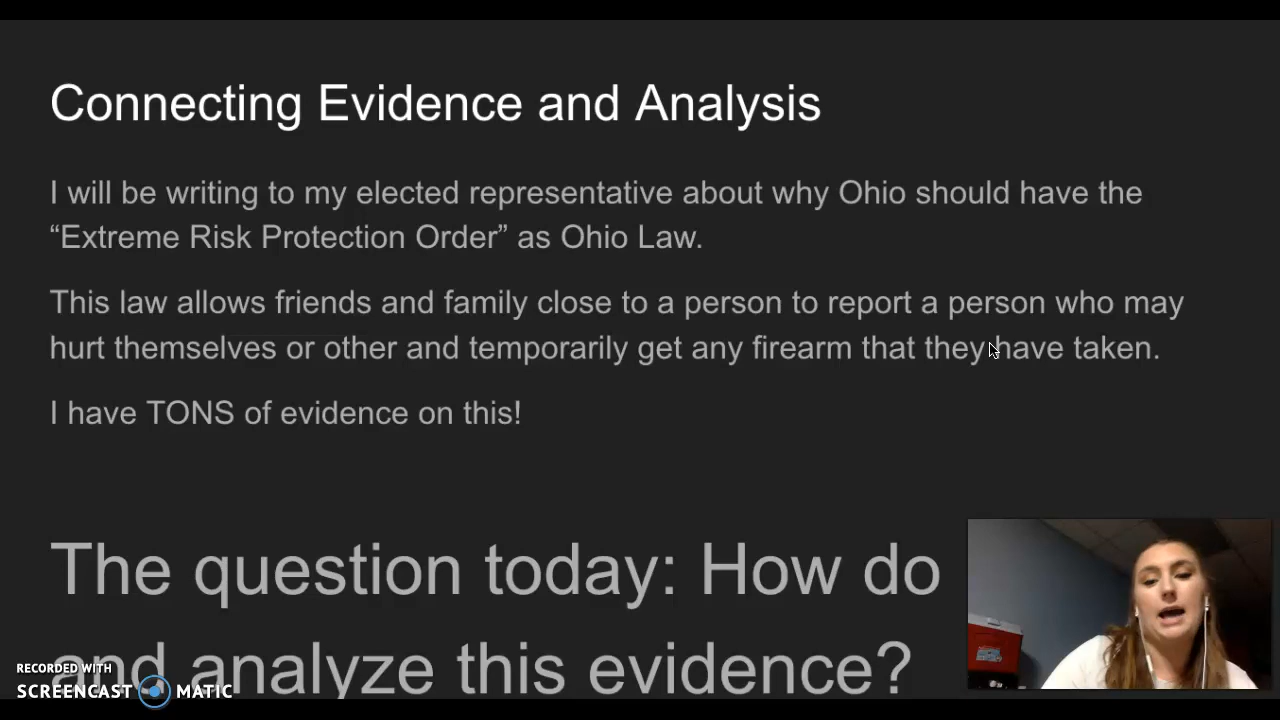 Connecting Evidence and Analysis
I will be writing to my elected representative about why Ohio should have the
“Extreme Risk Protection Order” as Ohio Law.
This law allows friends and family close to a person to report a person who may
hurt themselves or other and temporarily get any firearm that they have taken.
I have TONS of evidence on this!
The question today: How do
and analyze this evidence?
RECORDED WITH
SCREENCAST MATIC